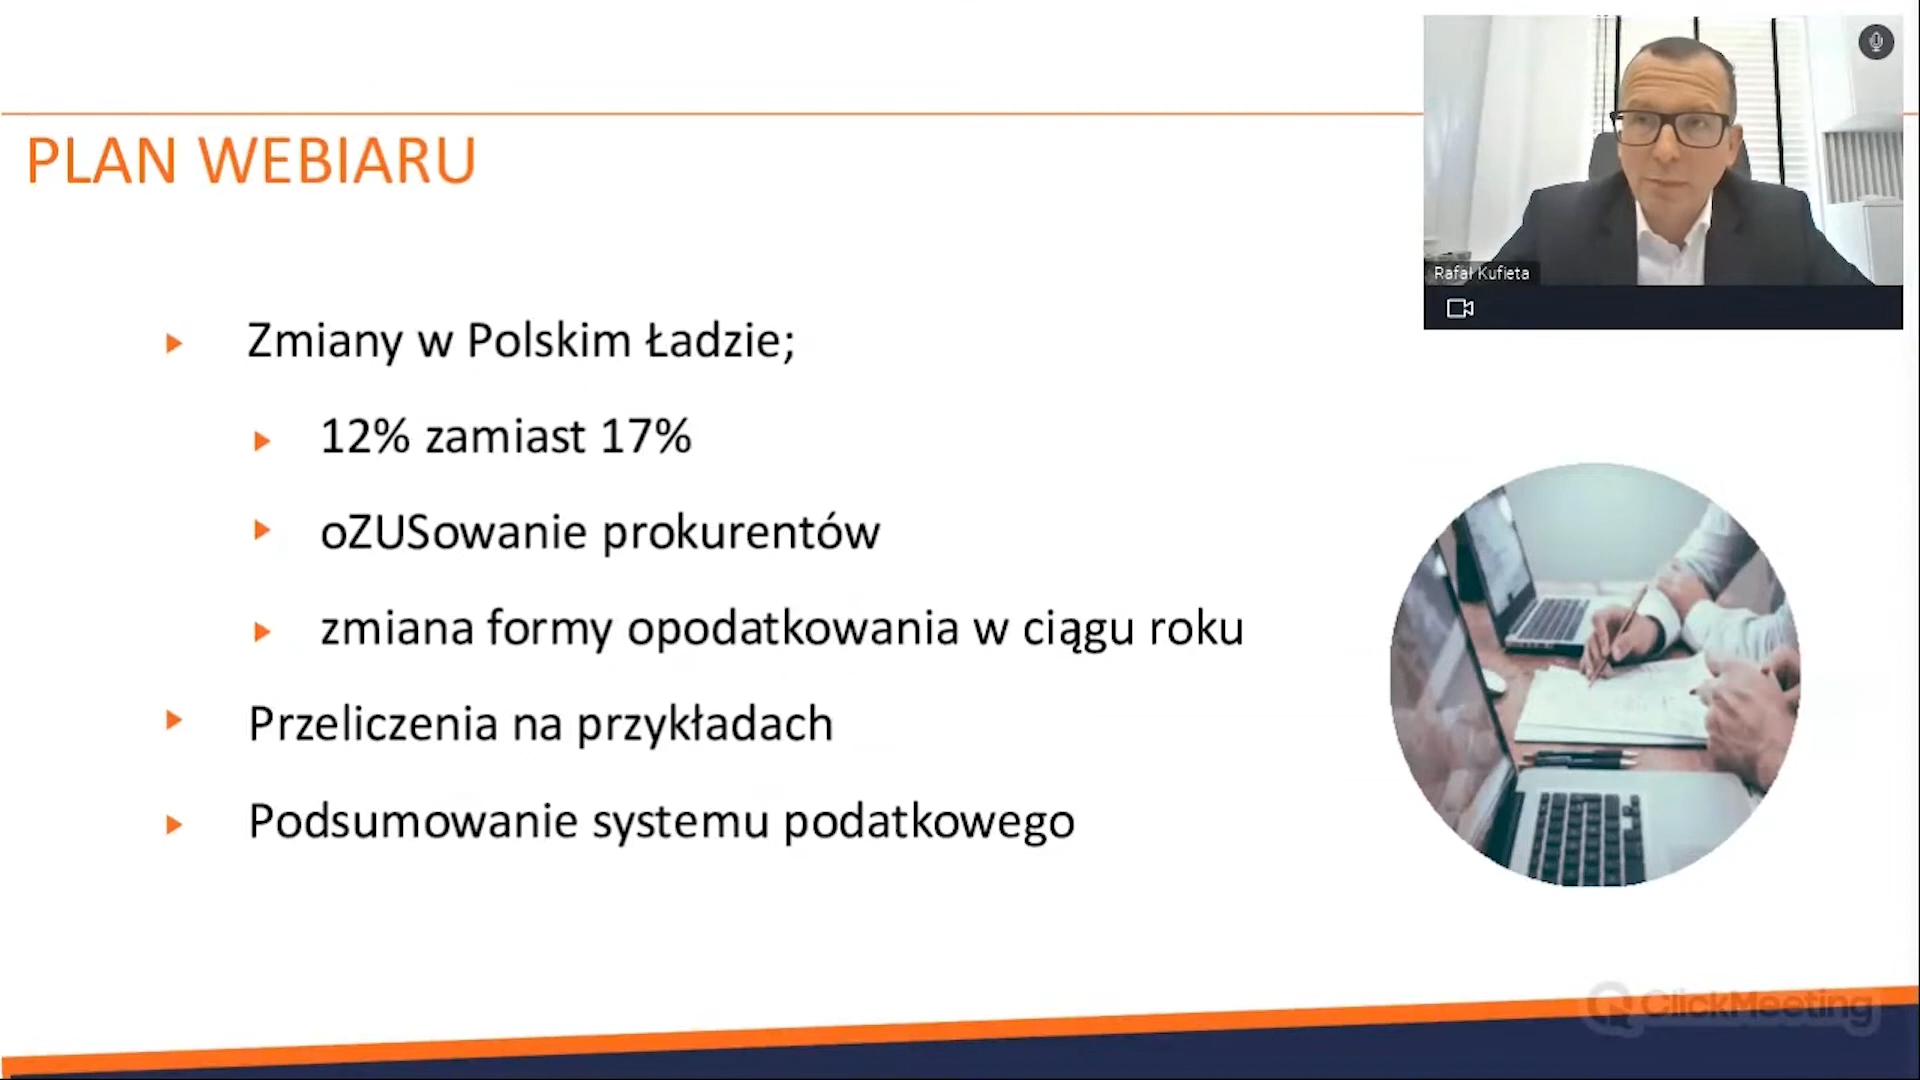 PLAN WEBIARU
Rafał Kufieta
Zmiany w Polskim Ładzie;
12% zamiast 17%
oZUSowanie prokurentów
zmiana formy opodatkowania w ciągu roku
Przeliczenia na przykładach
Podsumowanie systemu podatkowego
ClickMeeting